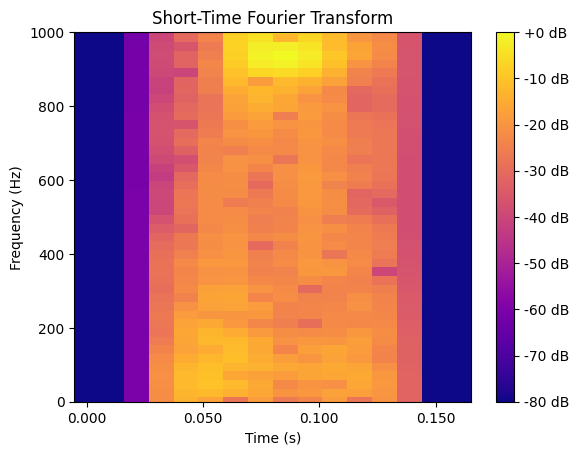 Short-Time Fourier Transform
1000
800
600
400
200
0
Frequency (Hz)
0.000
0.050
0.100
0.150
Time (s)
+0 dB
-10 dB
-20 dB
-30 dB
-40 dB
-50 dB
-60 dB
-70 dB
-80 dB